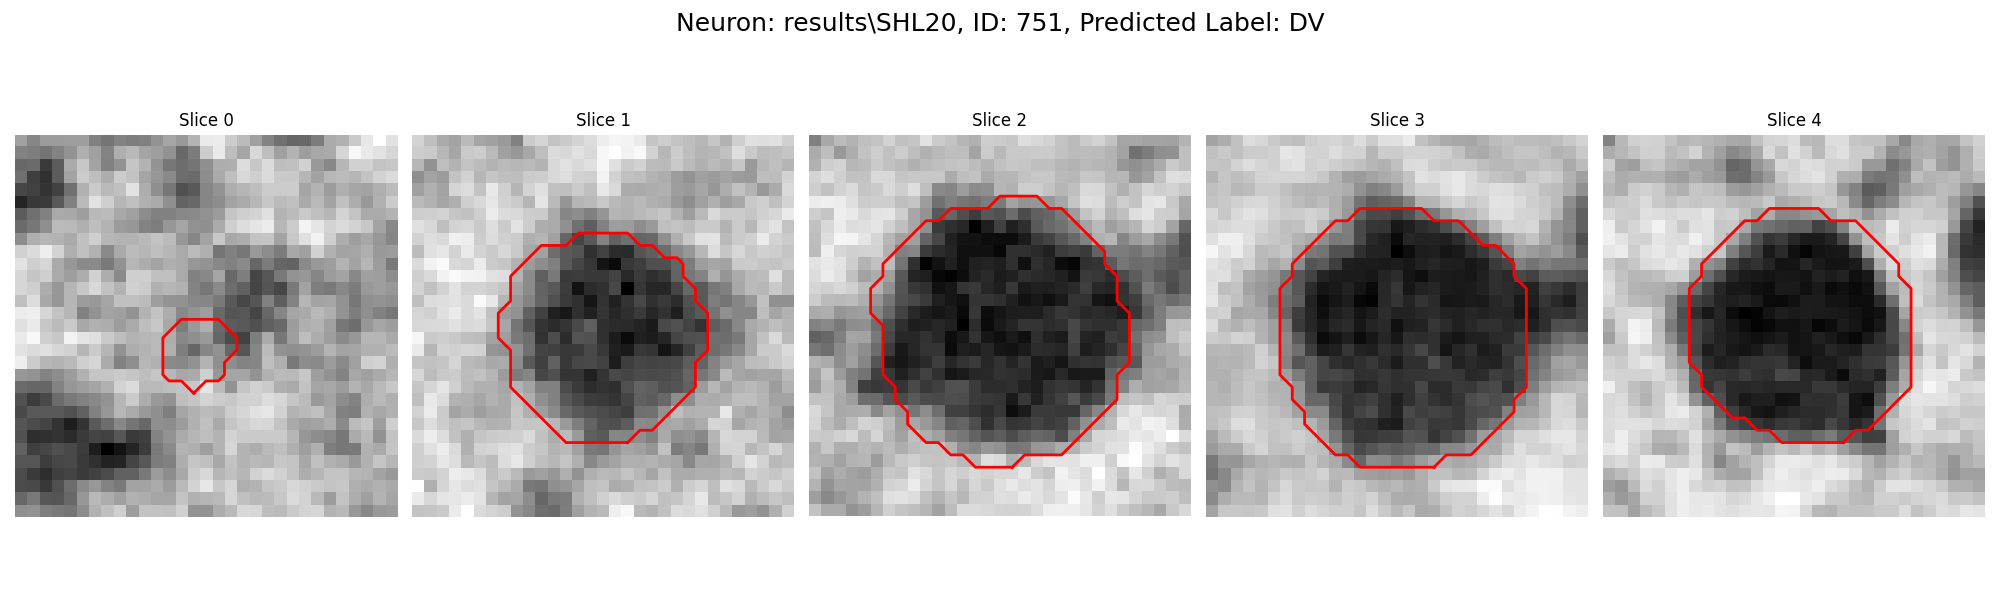 Neuron: results\SHL20, ID: 751, Predicted Label: DV
Slice 0
Slice 1
Slice 2
Slice 3
Slice 4